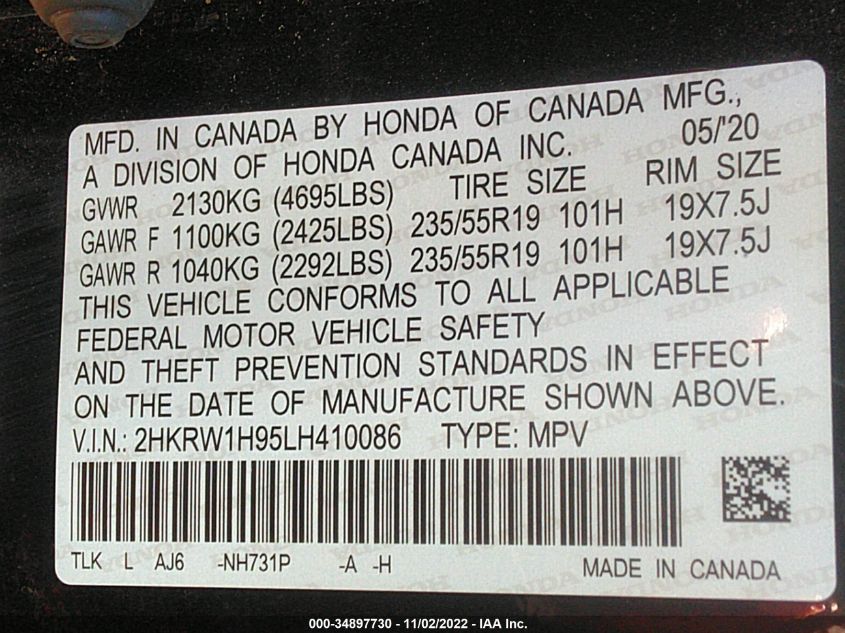 MFD. IN CANADA BY HONDA OF CANADA MFG.,
A DIVISION OF HONDA CANADA INC. 05/'20
GVWR 2130KG (4695LBS) TIRE SIZE RIM SIZE
GAWR F 1100KG (2425LBS) 235/55R19 101H 19X7.5J
GAWR R 1040KG (2292LBS) 235/55R19 101H 19X7.5J
THIS VEHICLE CONFORMS TO ALL APPLICABLE
FEDERAL MOTOR VEHICLE SAFETY
AND THEFT PREVENTION STANDARDS IN EFFECT
ON THE DATE OF MANUFACTURE SHOWN ABOVE.
V.I.N.: 2HKRW1H95LH410086 TYPE: MPV
TLK L AJ6 -NH731P -A -H MADE IN CANADA
000-34897730 - 11/02/2022 - IAA Inc.